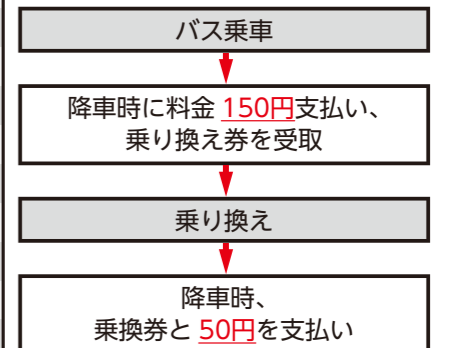 バス乗車
降車時に料金 150円支払い、
乗り換え券を受取
乗り換え
降車時、
乗換券と 50円を支払い